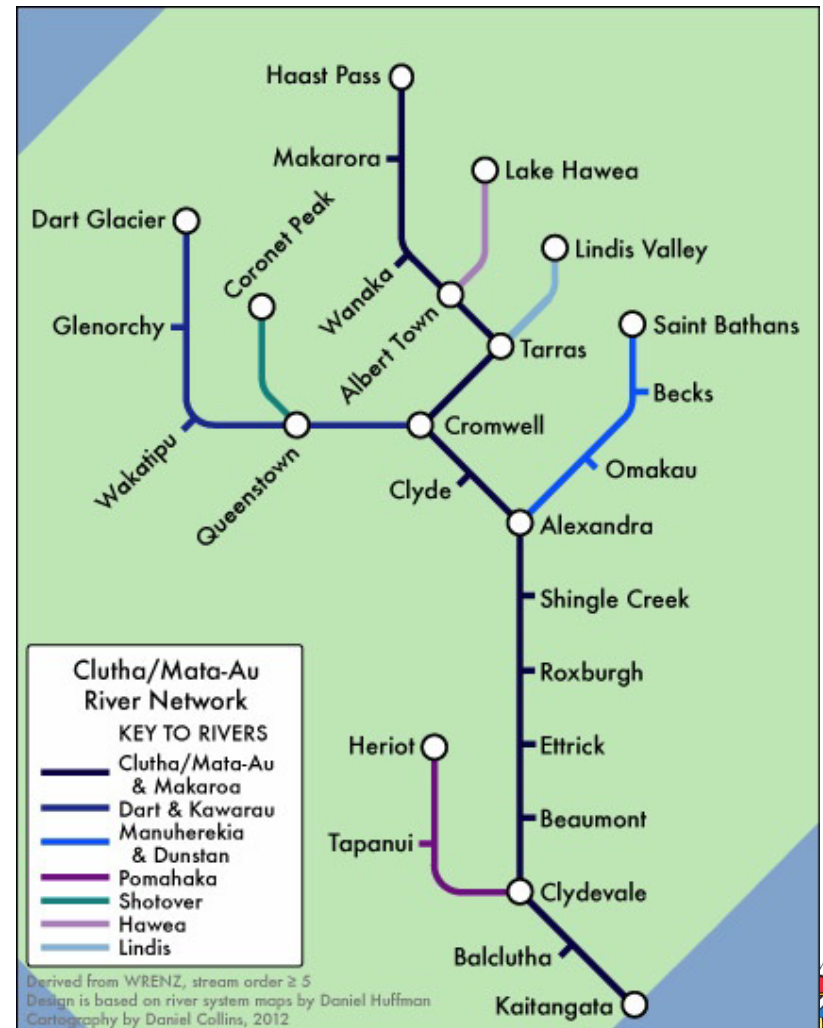 Haast Pass
Makarora
Lake Hawea
Dart Glacier
Coronet Peak
Lindis Valley
Glenorchy
Wanaka
Albert Town
Saint Bathans
Tarras
Becks
Wakatipu
Queenstown
Cromwell
Omakau
Clyde
Alexandra
Shingle Creek
Roxburgh
Heriot
Ettrick
Beaumont
Tapanui
Clydevale
Balclutha
Kaitangata
Clutha/Mata-Au
River Network
KEY TO RIVERS
Clutha/Mata-Au
& Makaroa
Dart & Kawarau
Manuherekia
& Dunstan
Pomahaka
Shotover
Hawea
Lindis
Derived from WRENZ, stream order ≥ 5
Design is based on river system maps by Daniel Huffman
Cartography by Daniel Collins, 2012